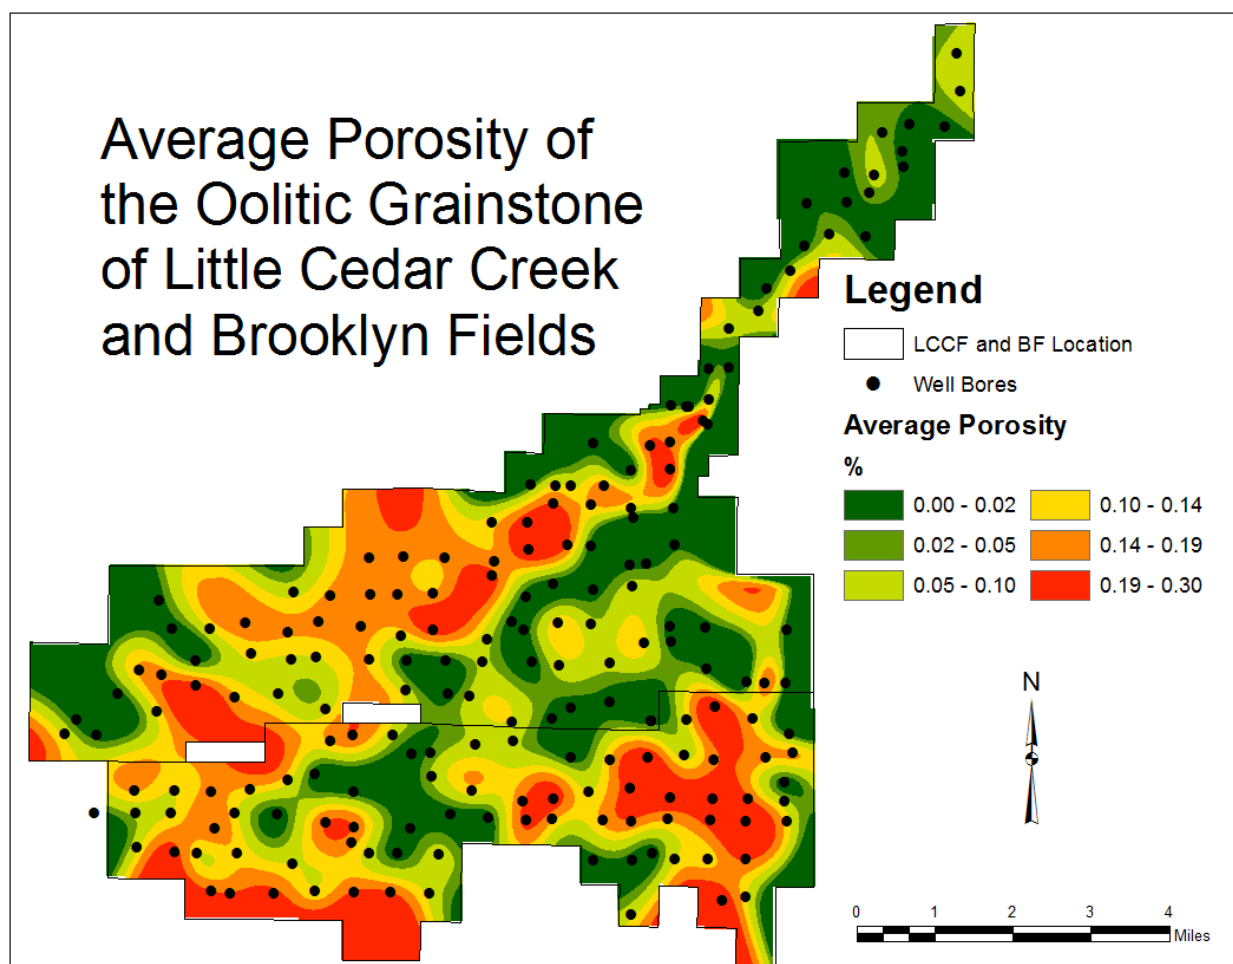 Average Porosity of
the Oolitic Grainstone
of Little Cedar Creek
and Brooklyn Fields
Legend
LCCF and BF Location
Well Bores
Average Porosity
%
0.00 - 0.02
0.10 - 0.14
0.02 - 0.05
0.14 - 0.19
0.05 - 0.10
0.19 - 0.30
N
0 1 2 3 4
Miles